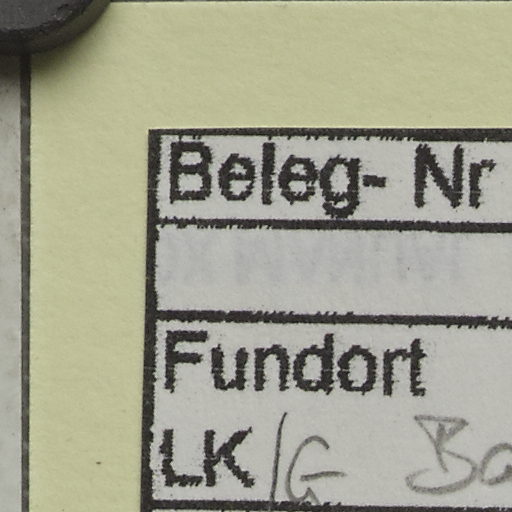 Beleg- Nr
Fundort
LK/G